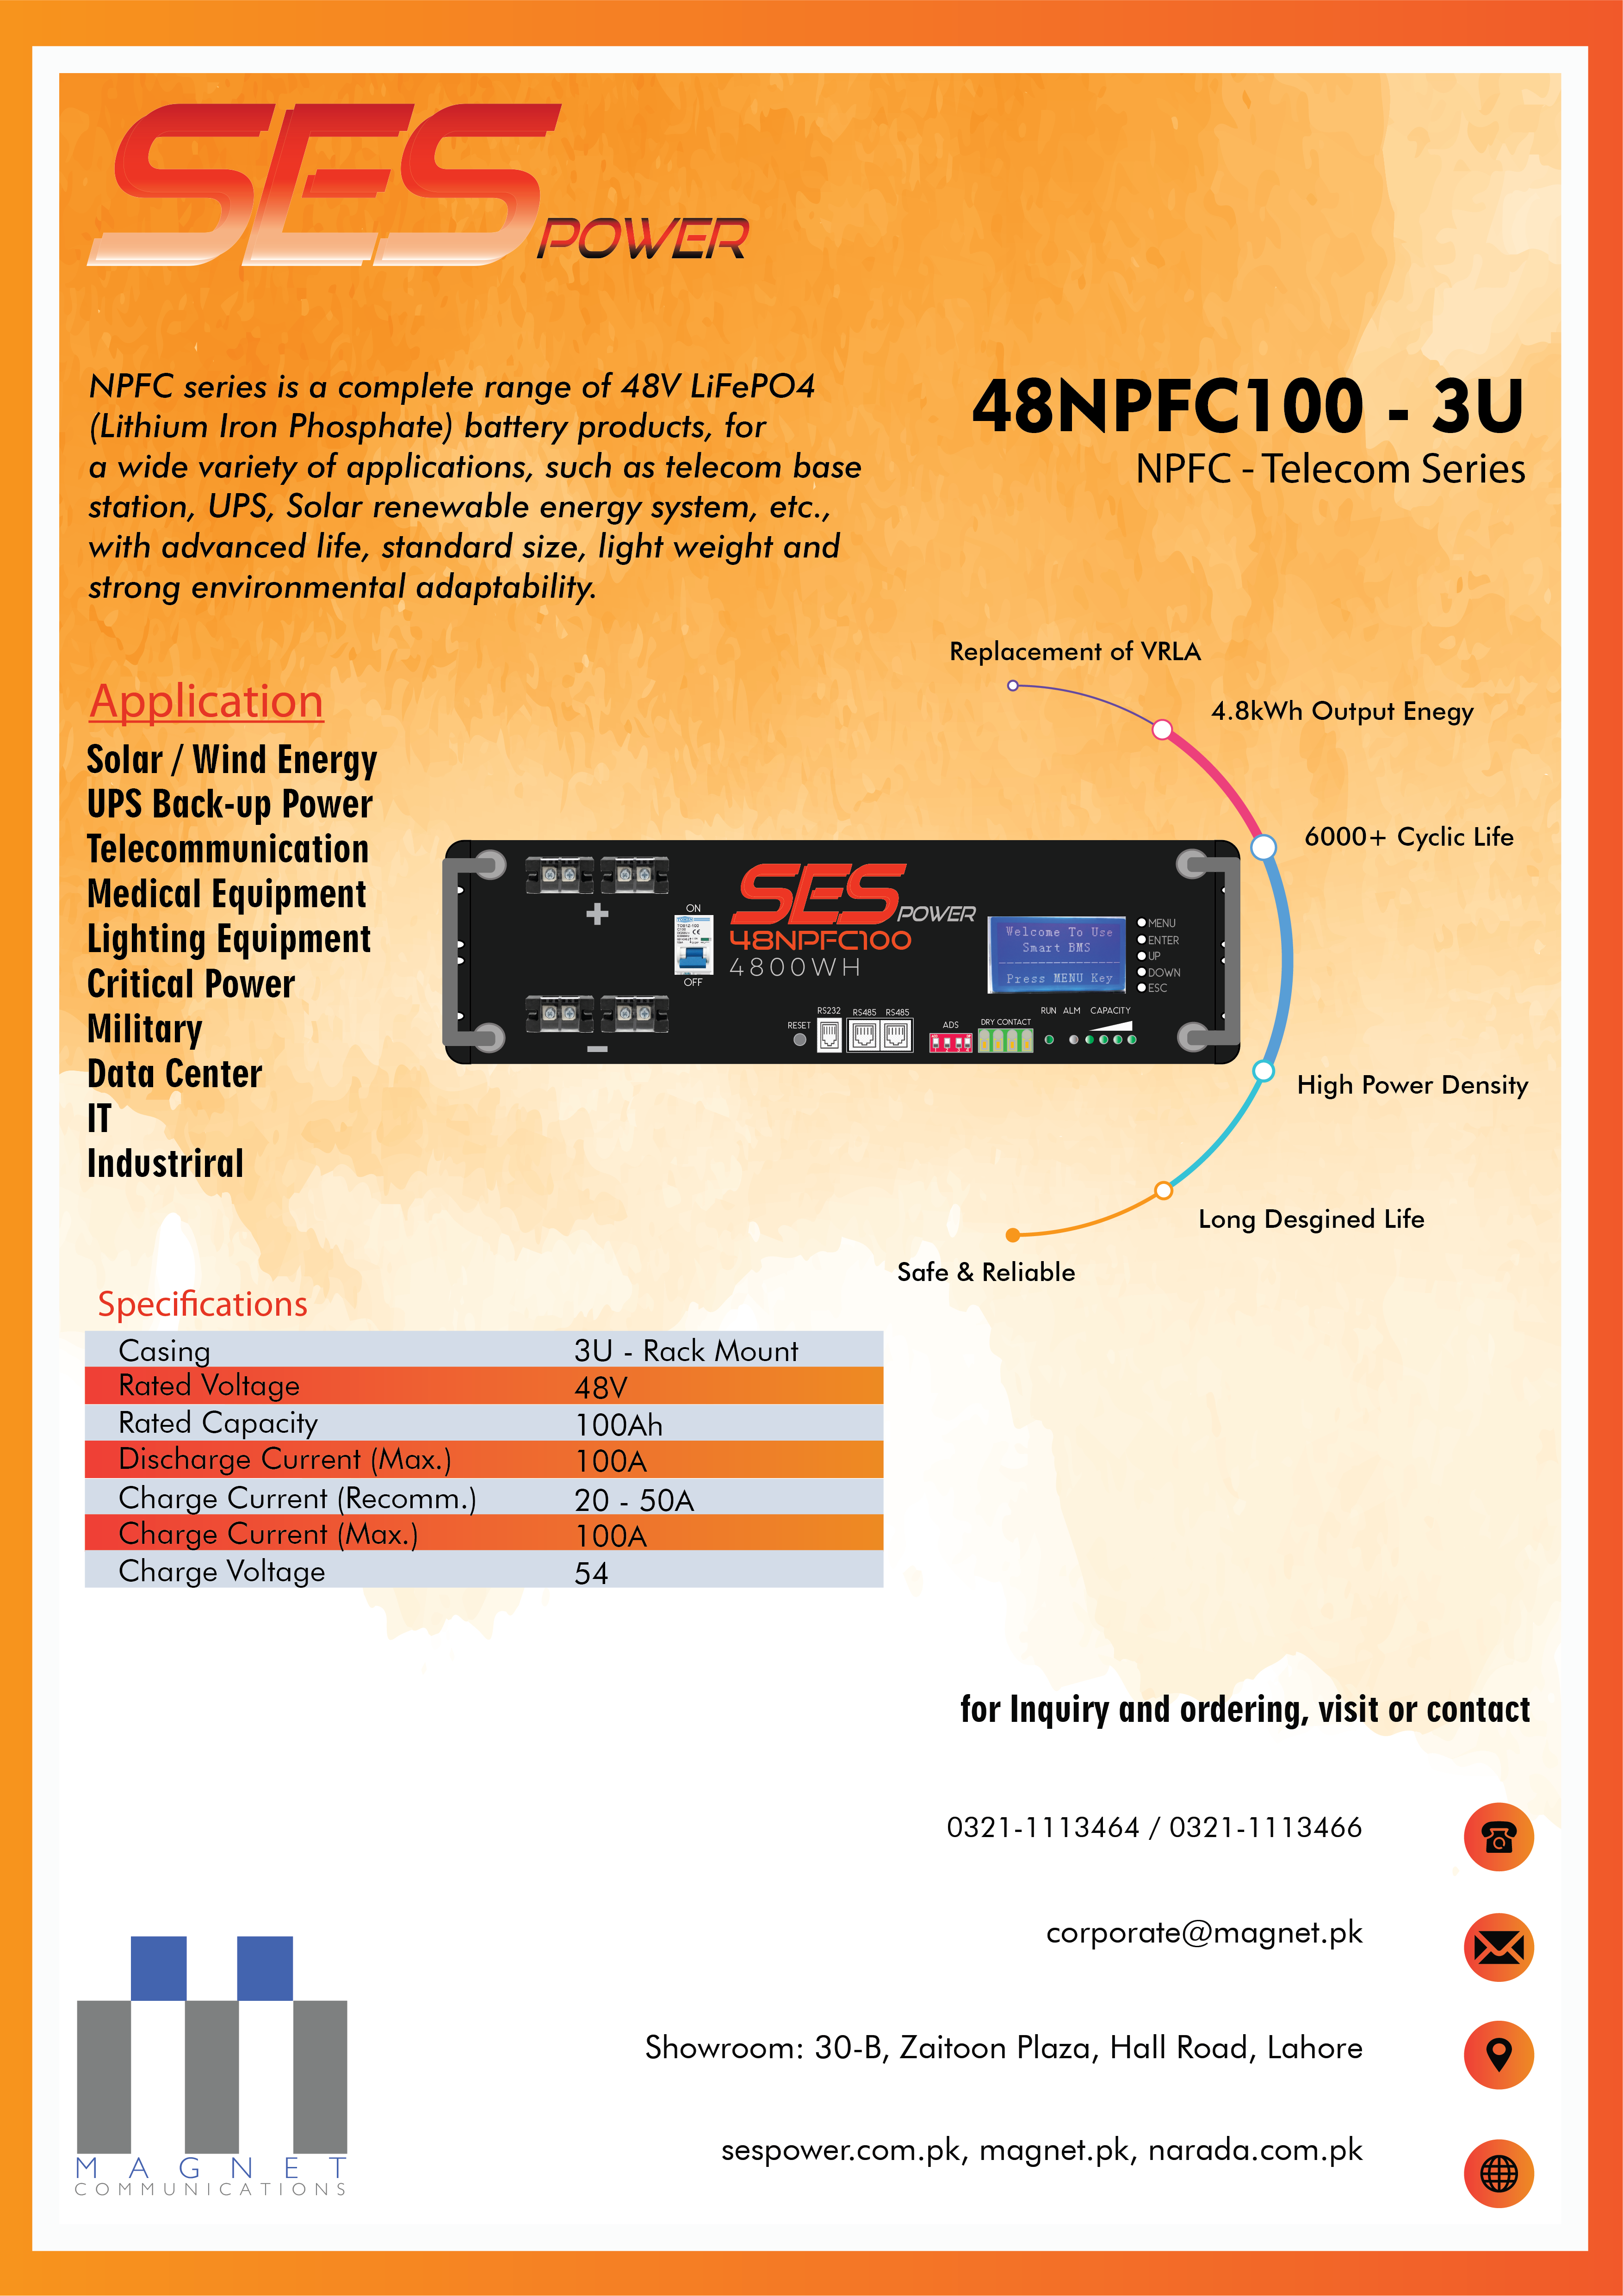 SES POWER
NPFC series is a complete range of 48V LiFePO4
(Lithium Iron Phosphate) battery products, for
a wide variety of applications, such as telecom base
station, UPS, Solar renewable energy system, etc.,
with advanced life, standard size, light weight and
strong environmental adaptability.
48NPFC100 - 3U
NPFC - Telecom Series
Application
Solar / Wind Energy
UPS Back-up Power
Telecommunication
Medical Equipment
Lighting Equipment
Critical Power
Military
Data Center
IT
Industriral
Replacement of VRLA
4.8kWh Output Enegy
6000+ Cyclic Life
High Power Density
Long Desgined Life
Safe & Reliable
ON
OFF
SES POWER
48NPFC100
4800WH
Welcome To Use
Smart BMS
Press MENU Key
MENU
ENTER
UP
DOWN
ESC
RESET
RS232
RS485 RS485
ADS
DRY CONTACT
RUN ALM CAPACITY
Specifications
Casing 3U - Rack Mount
Rated Voltage 48V
Rated Capacity 100Ah
Discharge Current (Max.) 100A
Charge Current (Recomm.) 20 - 50A
Charge Current (Max.) 100A
Charge Voltage 54
for Inquiry and ordering, visit or contact
0321-1113464 / 0321-1113466
corporate@magnet.pk
Showroom: 30-B, Zaitoon Plaza, Hall Road, Lahore
sespower.com.pk, magnet.pk, narada.com.pk
MAGNET
COMMUNICATIONS